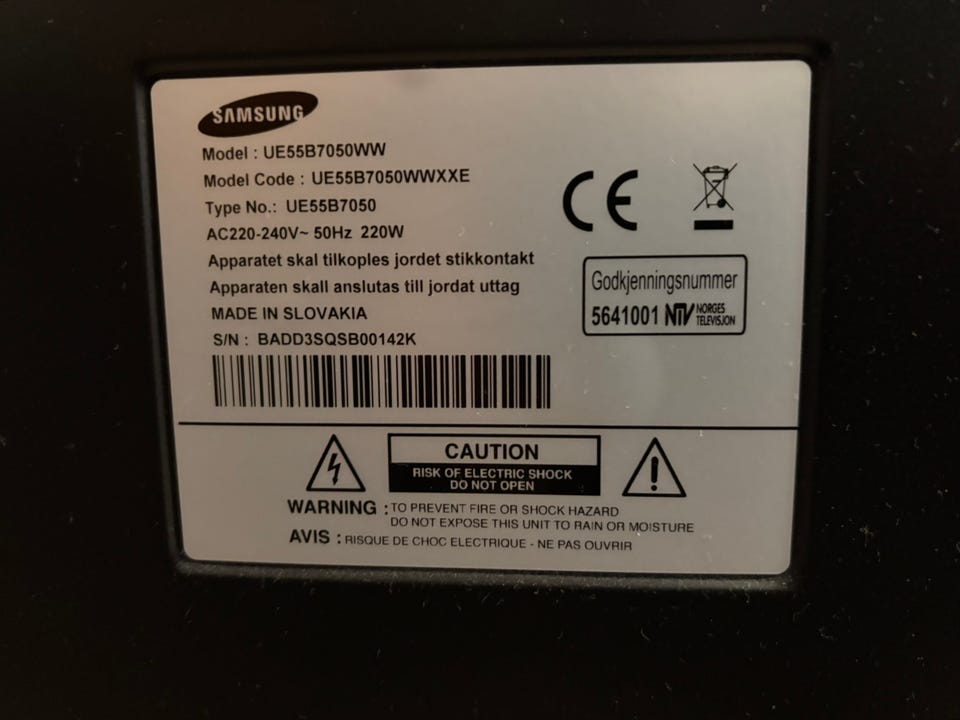 SAMSUNG
Model : UE55B7050WW
Model Code : UE55B7050WWXXE
Type No.: UE55B7050
AC220-240V~ 50Hz 220W
Apparatet skal tilkoples jordet stikkontakt
Apparaten skall anslutas till jordat uttag
MADE IN SLOVAKIA
S/N : BADD3SQSB00142K
CE
Godkjenningsnummer
5641001 NTV NORGES
TELEVISJON
CAUTION
RISK OF ELECTRIC SHOCK
DO NOT OPEN
WARNING : TO PREVENT FIRE OR SHOCK HAZARD
DO NOT EXPOSE THIS UNIT TO RAIN OR MOISTURE
AVIS : RISQUE DE CHOC ELECTRIQUE - NE PAS OUVRIR